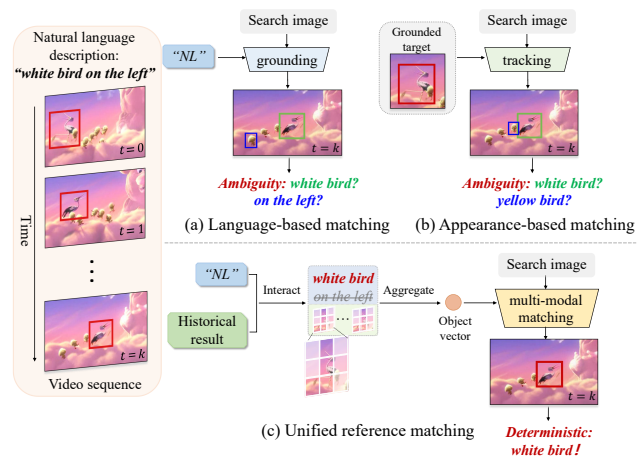 Natural language
description:
"white bird on the left"
t=0
Time
t=1
t=k
Video sequence
Search image
"NL"
grounding
t=k
Ambiguity: white bird?
on the left?
(a) Language-based matching
Grounded
target
Search image
tracking
t=k
Ambiguity: white bird?
yellow bird?
(b) Appearance-based matching
"NL"
Historical
result
Interact
white bird
on the left
Aggregate
Object
vector
Search image
multi-modal
matching
t=k
Deterministic:
white bird!
(c) Unified reference matching